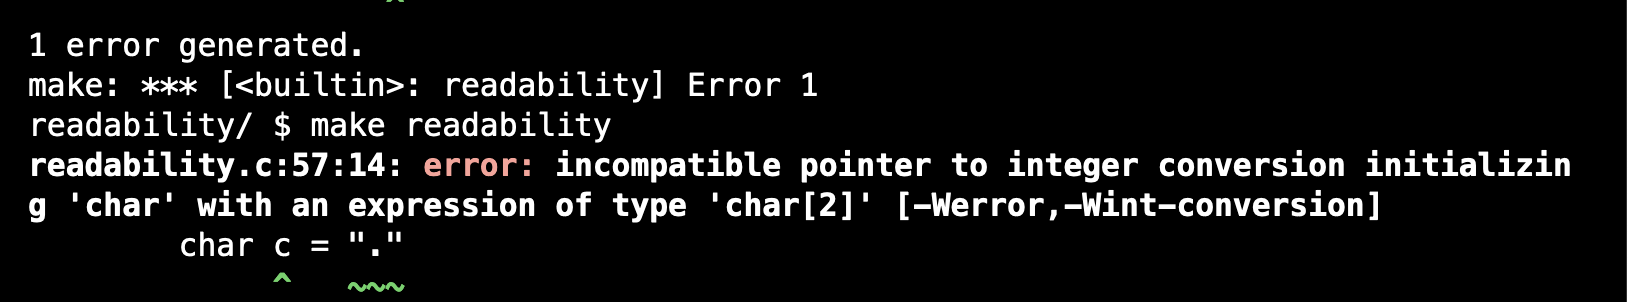 1 error generated.
make: *** [<builtin>: readability] Error 1
readability/ $ make readability
readability.c:57:14: error: incompatible pointer to integer conversion initializin
g 'char' with an expression of type 'char[2]' [-Werror,-Wint-conversion]
        char c = "."
             ^   ~~~